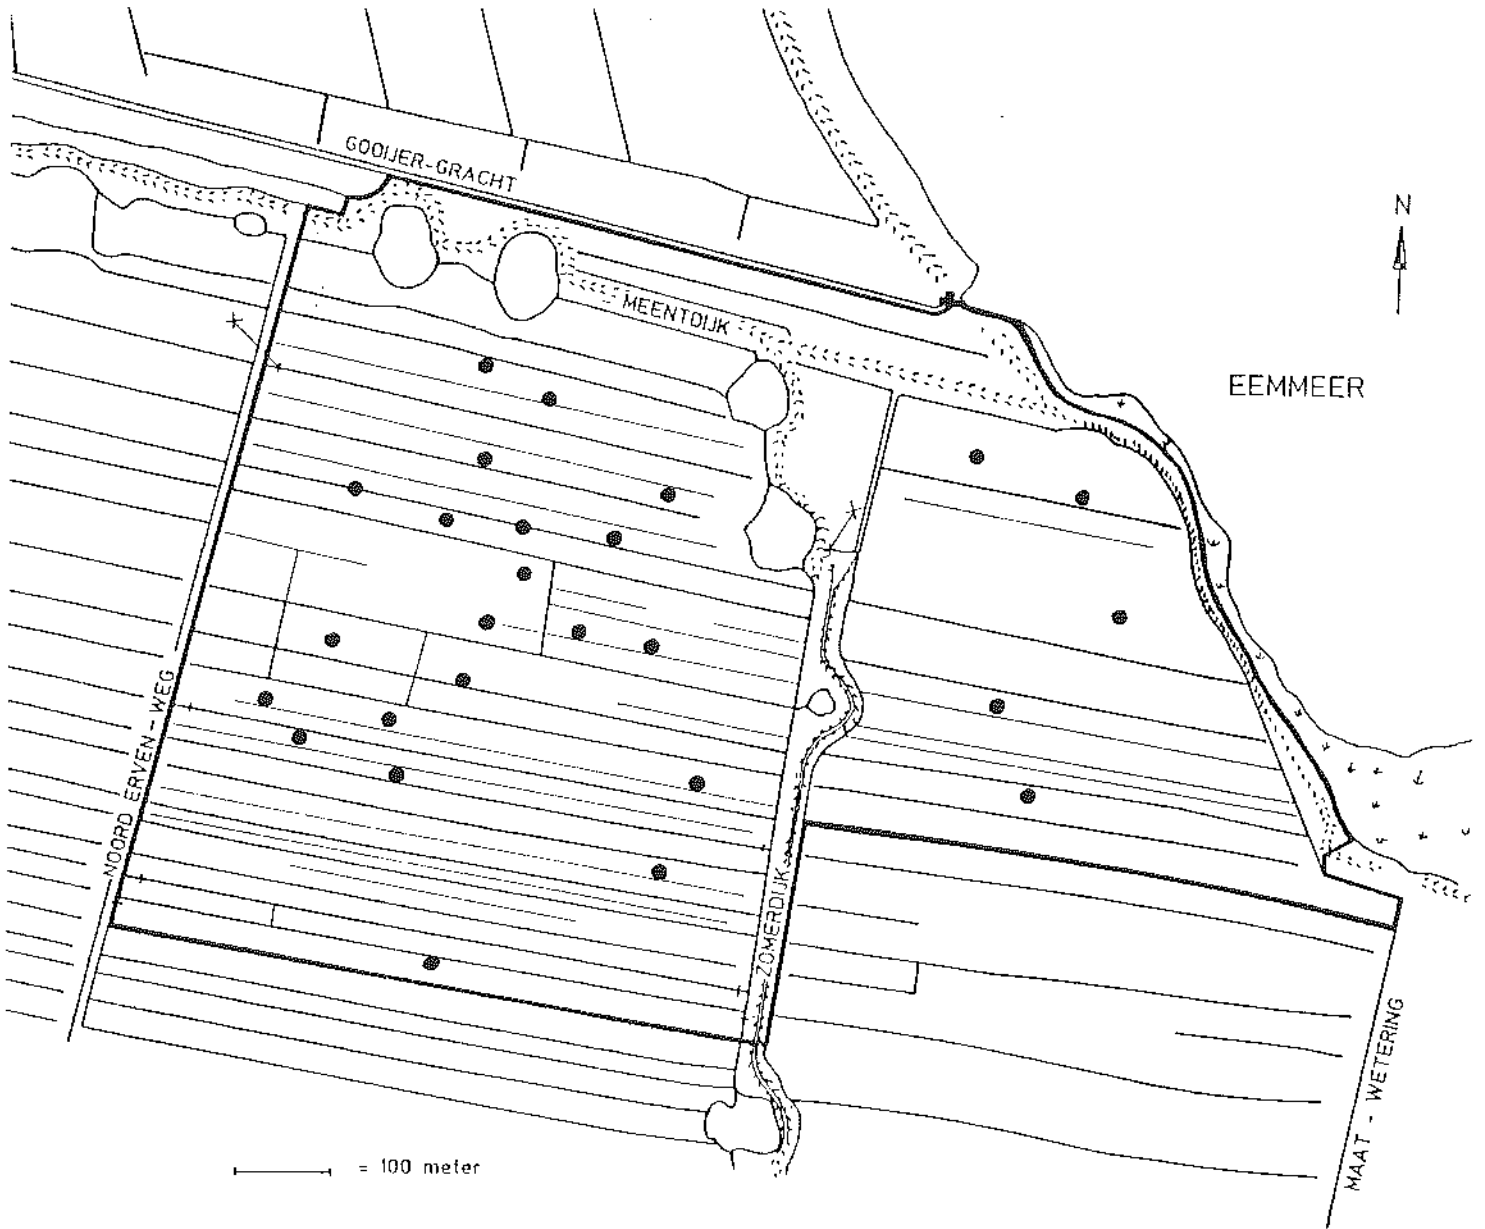 GOOIJER-GRACHT
N
MEENTDIJK
EEMMEER
NOORD ERVEN - WEG
ZOMERDIJK
MAAT - WETERING
= 100 meter